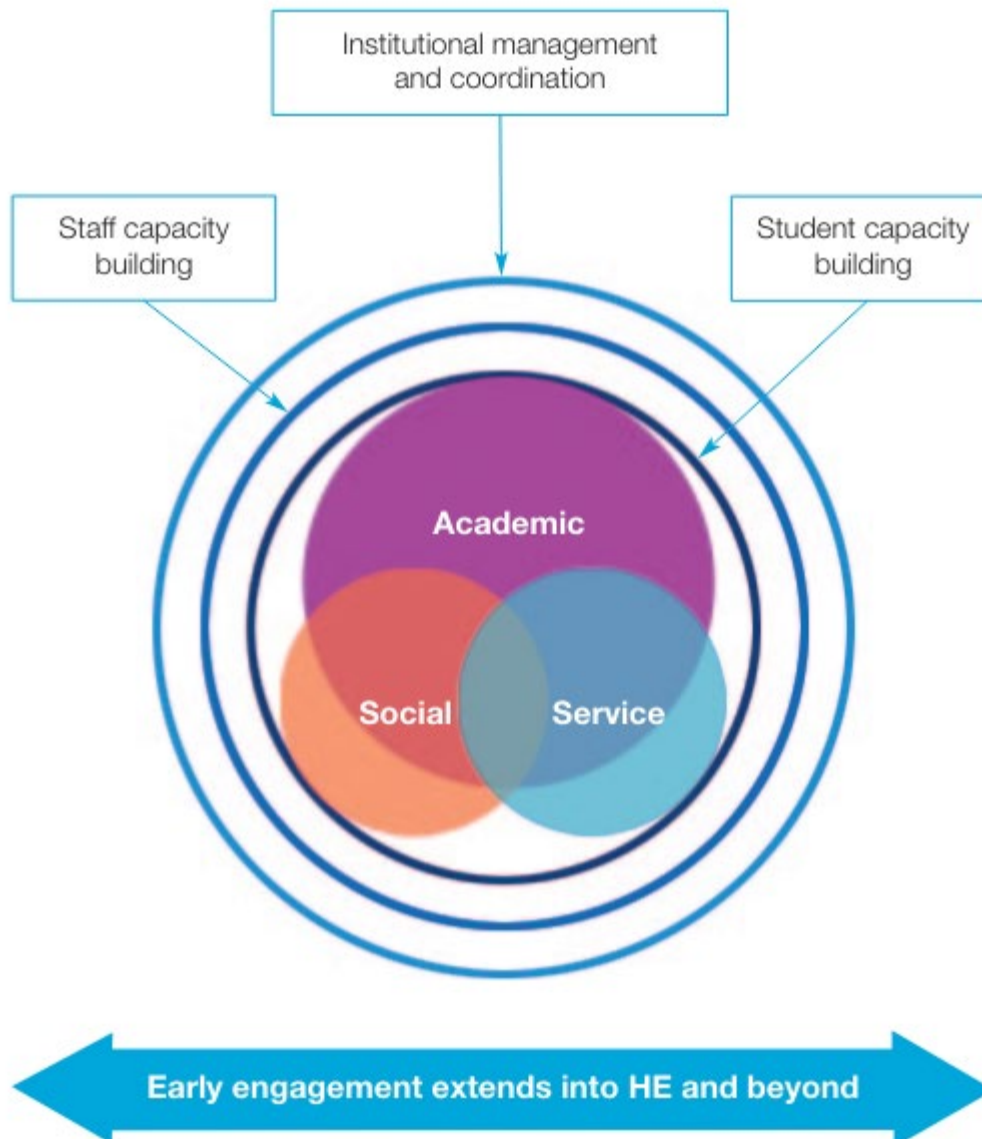 Institutional management
and coordination
Staff capacity
building
Student capacity
building
Academic
Social
Service
Early engagement extends into HE and beyond